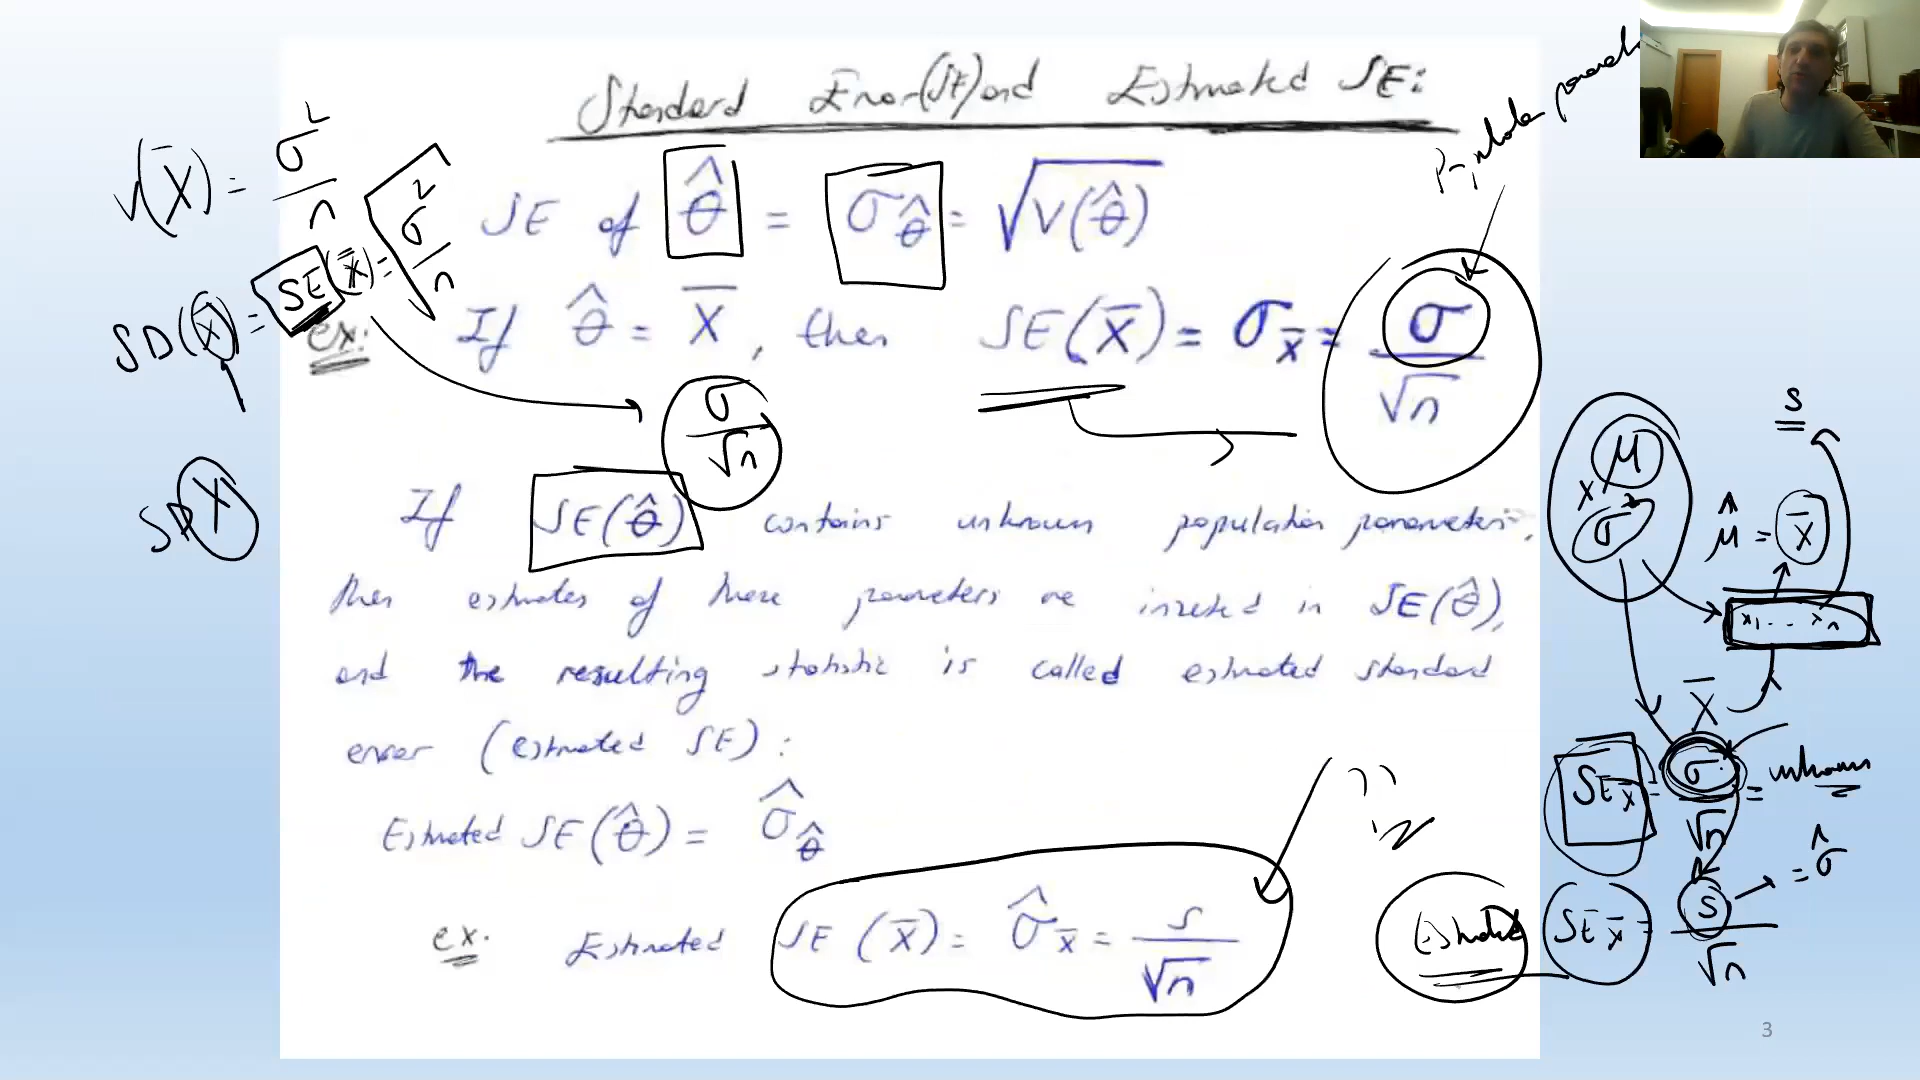 Standard Error (SE) and Estimated SE:
SE of θ̂ = σ_θ̂ = √V(θ̂)
ex: If θ̂ = X̄, then SE(X̄) = σ_x̄ = σ/√n
If SE(θ̂) contains unknown population parameters,
then estimates of these parameters are inserted in SE(θ̂),
and the resulting statistic is called estimated standard
error (estimated SE):
Estimated SE(θ̂) = σ̂_θ̂
ex. Estimated SE(X̄) = σ̂_x̄ = s/√n
V(X̄) = σ²/n
SD(X̄) = SE(X̄) = √σ²/n
σ/√n
SD X
s
μ
x
σ²
μ̂ = X̄
x₁... xₙ
X̄
SE_x̄ = σ/√n = unknown
Estimated SE_x̄ = s/√n
= σ̂
3